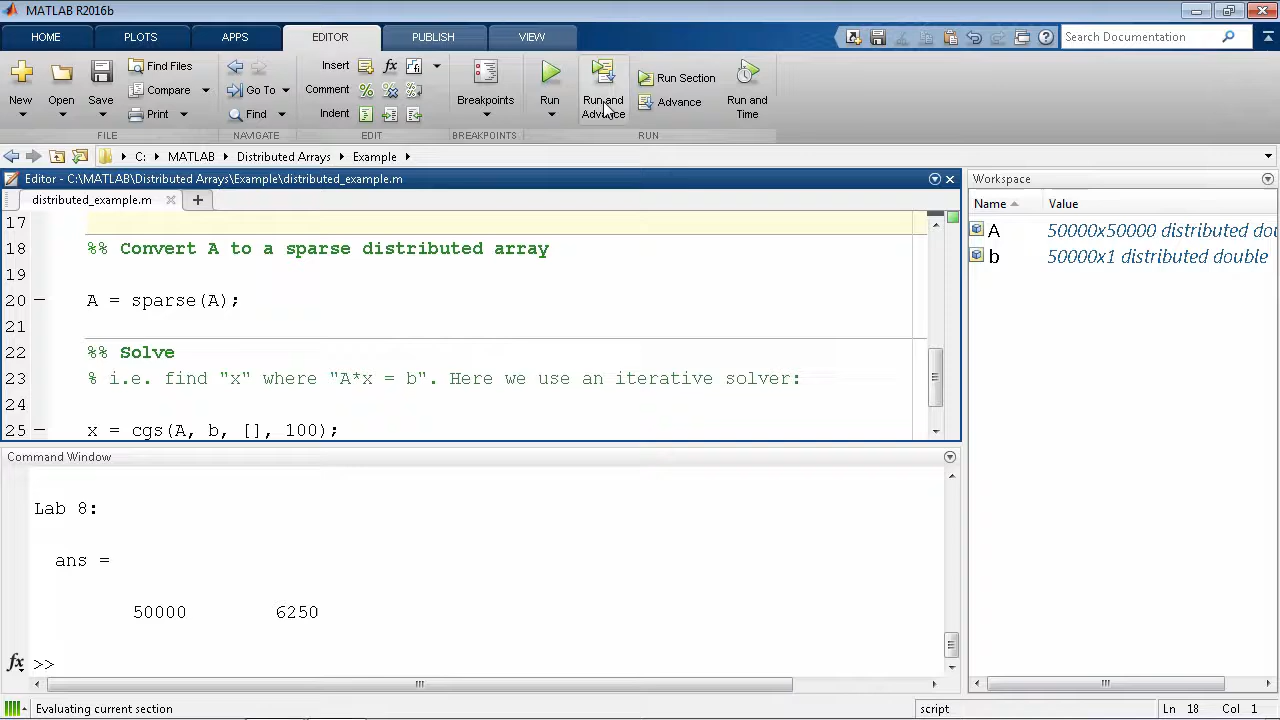 MATLAB R2016b
HOME PLOTS APPS EDITOR PUBLISH VIEW
Search Documentation
New
Open
Save
Find Files
Compare
Print
FILE
Go To
Find
NAVIGATE
Insert fx
Comment
Indent
EDIT
Breakpoints
BREAKPOINTS
Run
Run and
Advance
Run Section
Advance
Run and
Time
RUN
C: MATLAB Distributed Arrays Example
Editor - C:\MATLAB\Distributed Arrays\Example\distributed_example.m
distributed_example.m
17
18 %% Convert A to a sparse distributed array
19
20 A = sparse(A);
21
22 %% Solve
23 % i.e. find "x" where "A*x = b". Here we use an iterative solver:
24
25 x = cgs(A, b, [], 100);
Workspace
Name Value
A 50000x50000 distributed dou
b 50000x1 distributed double
Command Window
Lab 8:
ans =
50000 6250
fx >>
Evaluating current section
script
Ln 18 Col 1